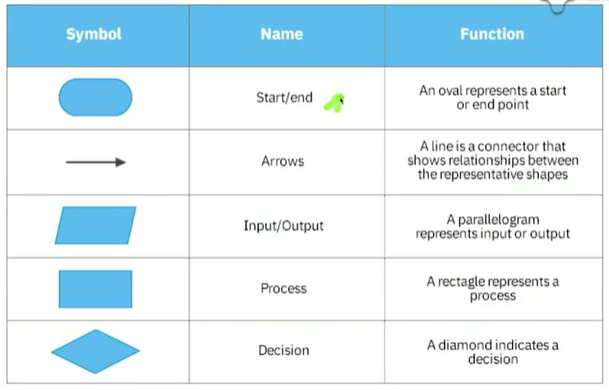 Symbol Name Function
Start/end
An oval represents a start
or end point
Arrows
A line is a connector that
shows relationships between
the representative shapes
Input/Output
A parallelogram
represents input or output
Process
A rectagle represents a
process
Decision
A diamond indicates a
decision